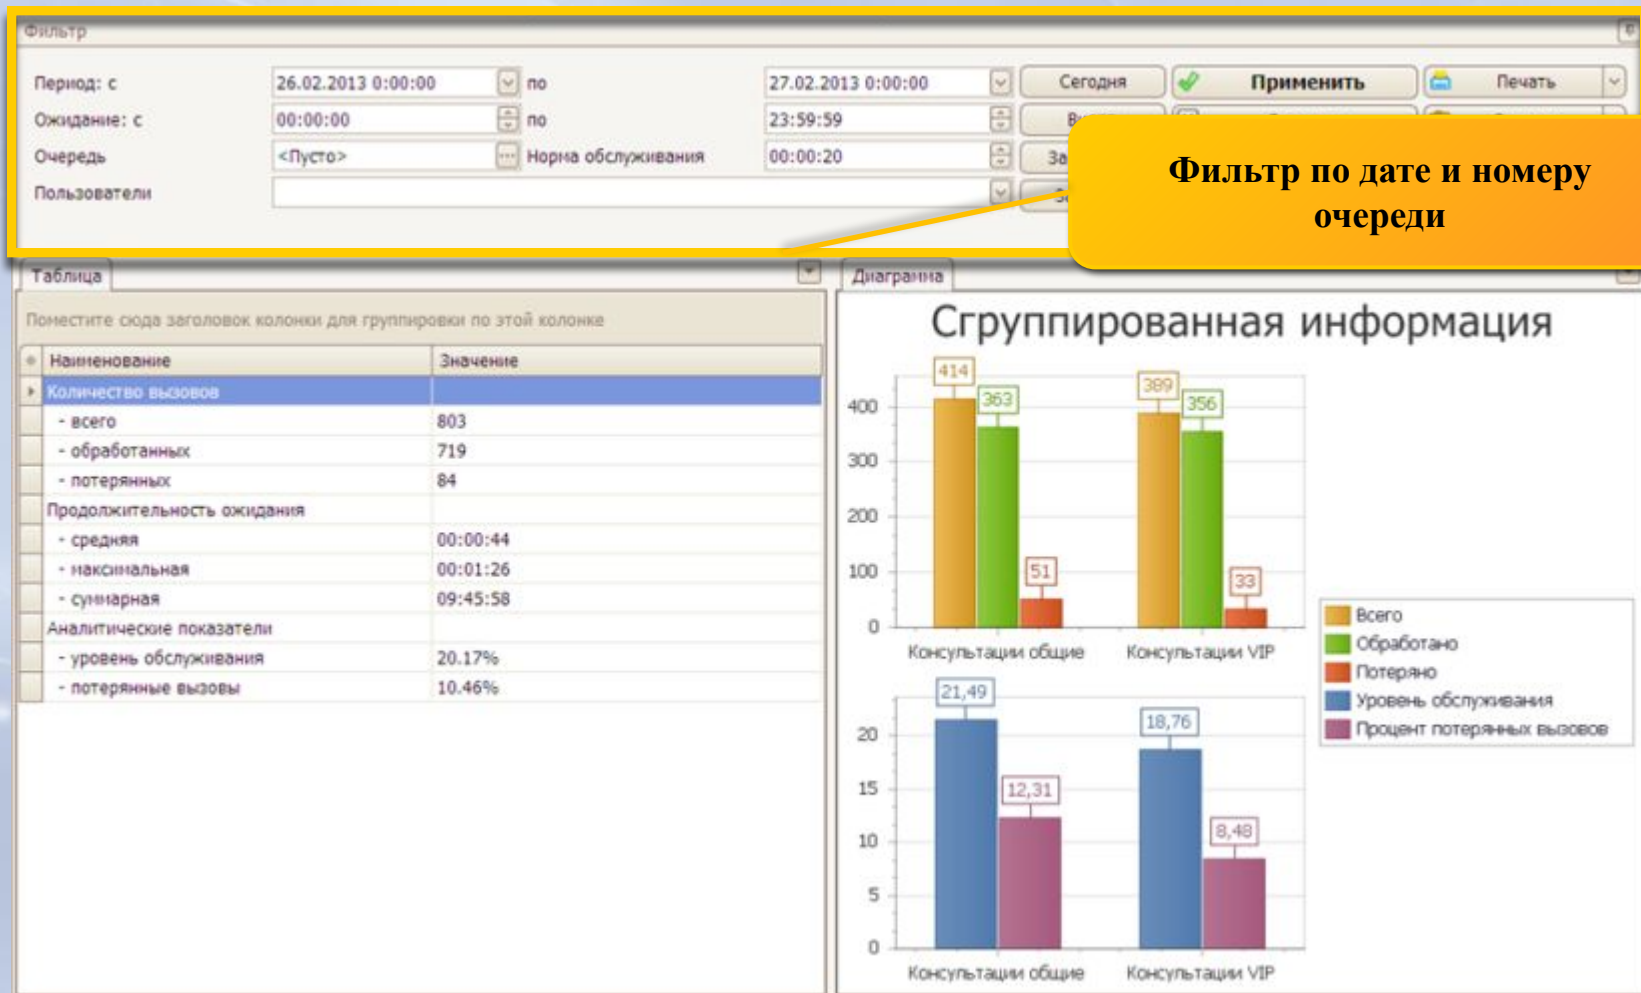 Фильтр
Период: с 26.02.2013 0:00:00 по 27.02.2013 0:00:00 Сегодня Применить Печать
Ожидание: с 00:00:00 по 23:59:59
Очередь <Пусто> Норма обслуживания 00:00:20
Пользователи
Фильтр по дате и номеру
очереди
Таблица
Поместите сюда заголовок колонки для группировки по этой колонке
Наименование Значение
Количество вызовов
- всего 803
- обработанных 719
- потерянных 84
Продолжительность ожидания
- средняя 00:00:44
- максимальная 00:01:26
- суммарная 09:45:58
Аналитические показатели
- уровень обслуживания 20.17%
- потерянные вызовы 10.46%
Диаграмма
Сгруппированная информация
414
389
363
356
400
300
200
100
0
51
33
Консультации общие Консультации VIP
Всего
Обработано
Потеряно
Уровень обслуживания
Процент потерянных вызовов
21,49
18,76
12,31
8,48
20
15
10
5
0
Консультации общие Консультации VIP